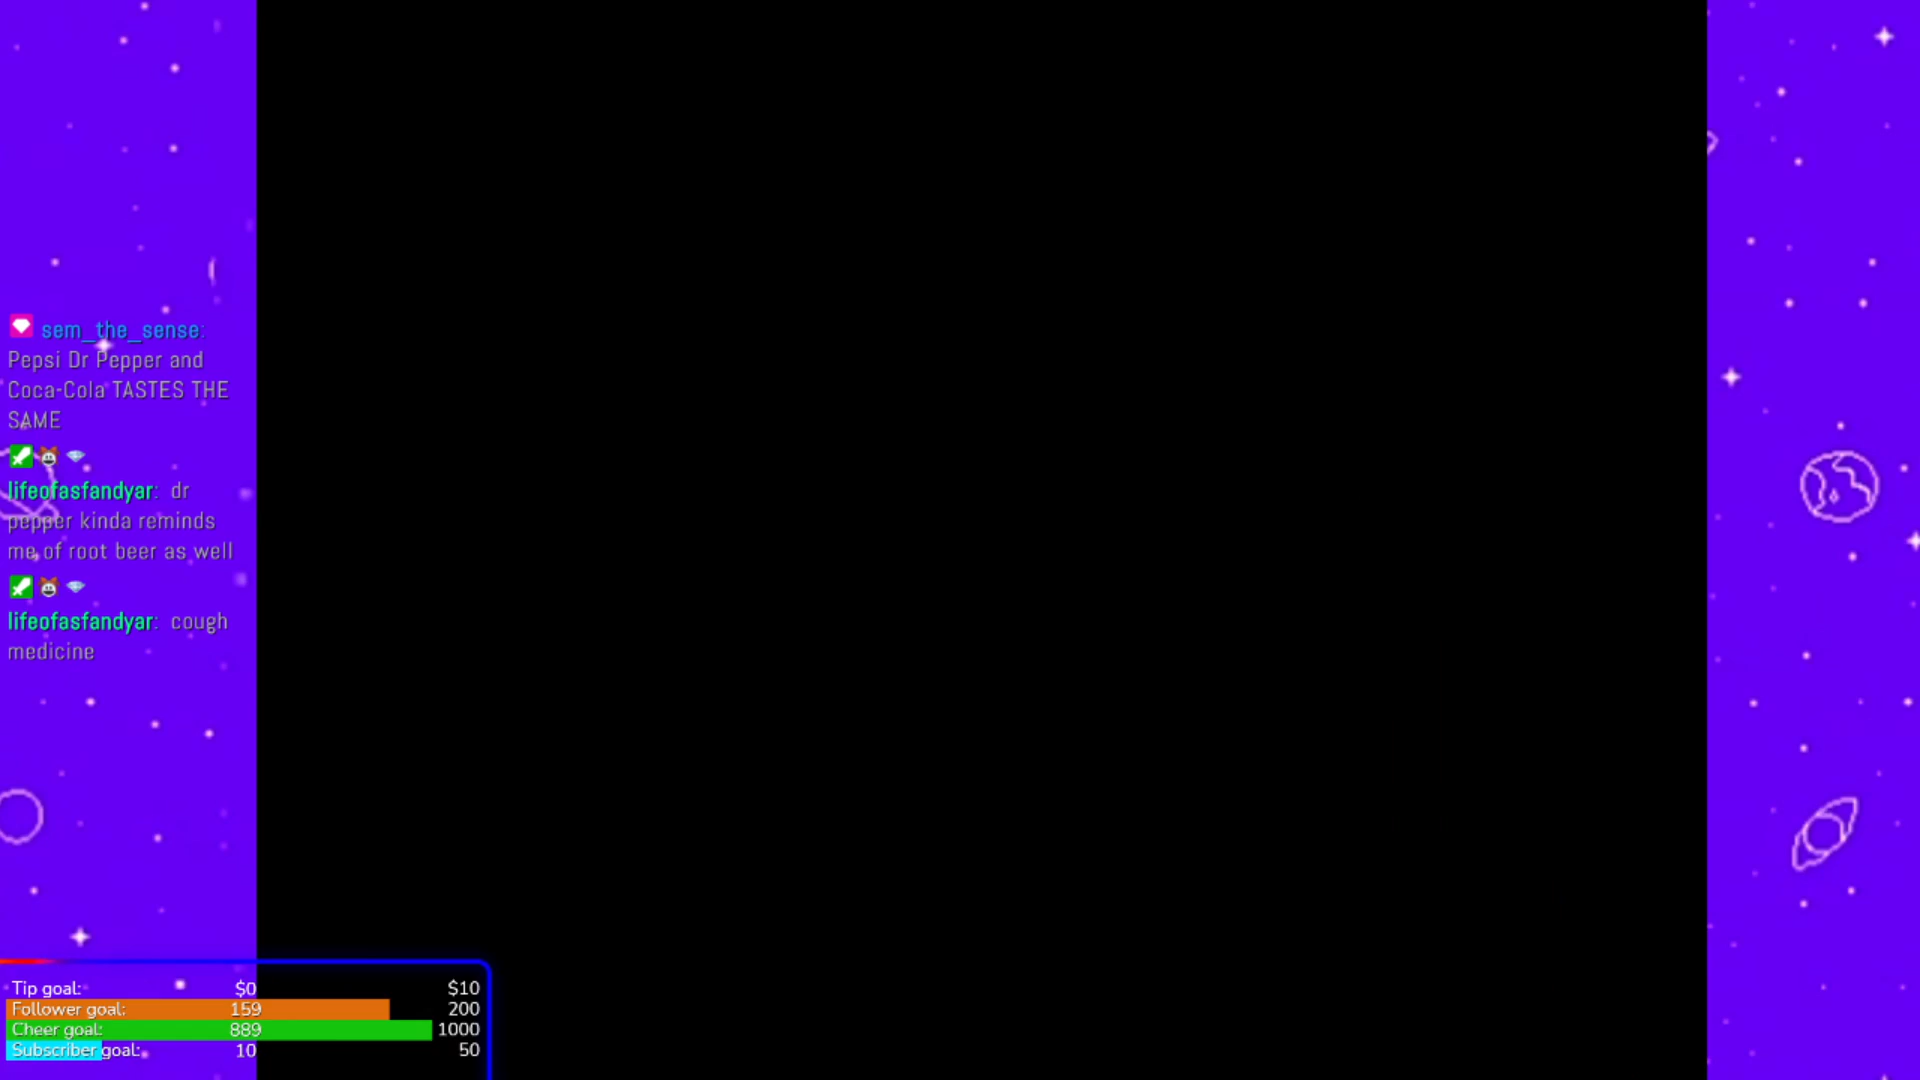 sem_the_sense:
Pepsi Dr Pepper and
Coca-Cola TASTES THE
SAME
lifeofasfandyar: dr
pepper kinda reminds
me of root beer as well
lifeofasfandyar: cough
medicine
Tip goal: $0 $10
Follower goal: 159 200
Cheer goal: 889 1000
Subscriber goal: 10 50